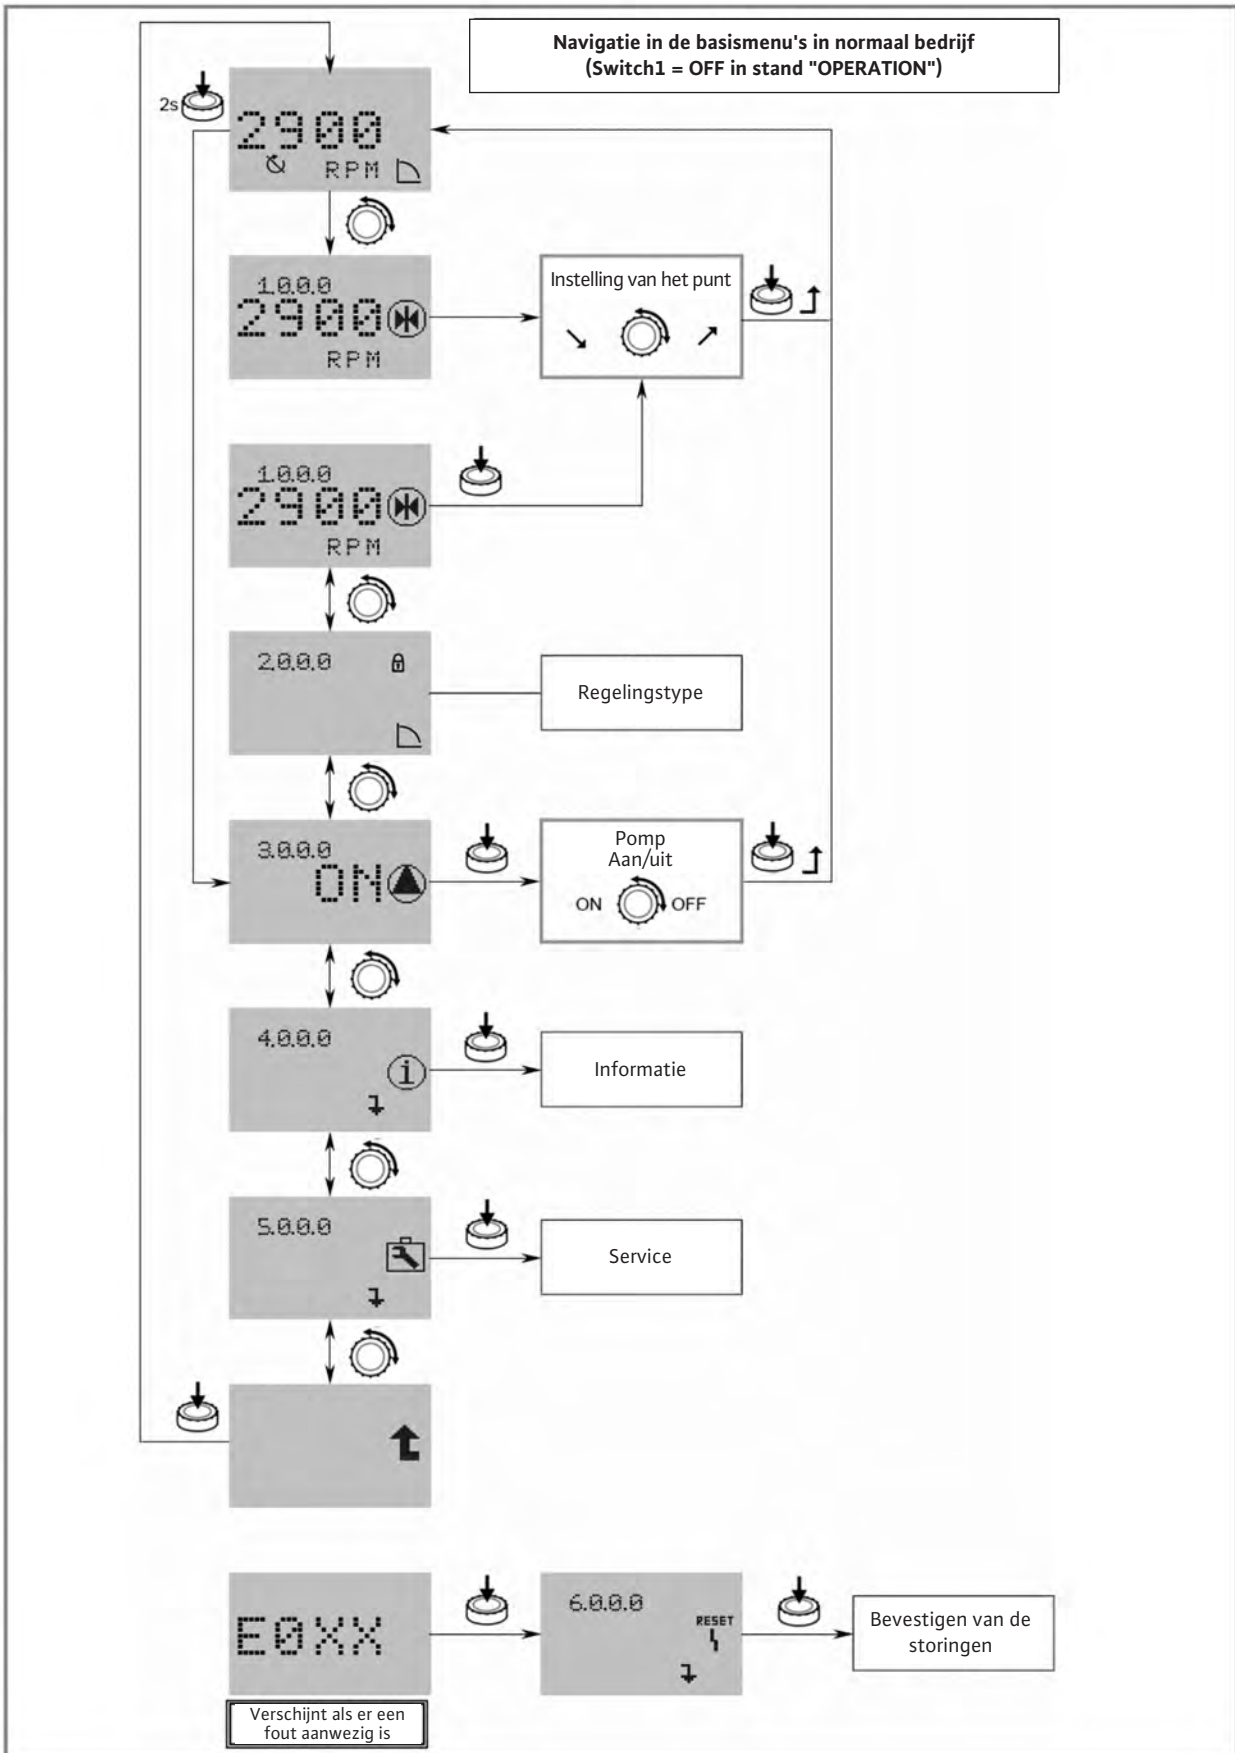 Navigatie in de basismenu's in normaal bedrijf
(Switch1 = OFF in stand "OPERATION")
2s
2900
RPM
1.0.0.0
2900
RPM
Instelling van het punt
1.0.0.0
2900
RPM
2.0.0.0
Regelingstype
3.0.0.0
ON
Pomp
Aan/uit
ON OFF
4.0.0.0
i
Informatie
5.0.0.0
Service
E0XX
6.0.0.0
RESET
Bevestigen van de
storingen
Verschijnt als er een
fout aanwezig is